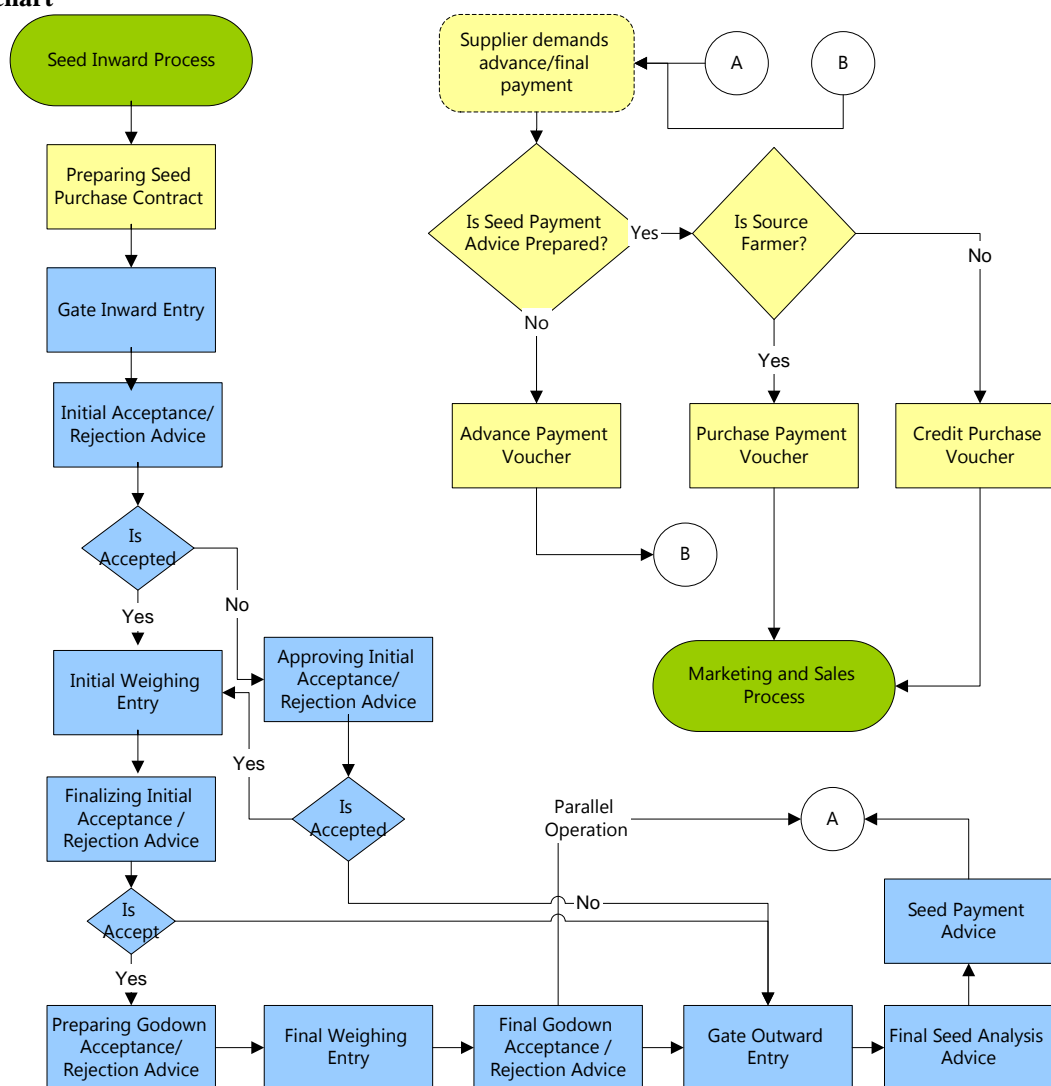 chart
Seed Inward Process
Preparing Seed
Purchase Contract
Gate Inward Entry
Initial Acceptance/
Rejection Advice
Is
Accepted
Yes
No
Initial Weighing
Entry
Approving Initial
Acceptance/
Rejection Advice
Yes
Is
Accepted
No
Finalizing Initial
Acceptance /
Rejection Advice
Is
Accept
Yes
Preparing Godown
Acceptance/
Rejection Advice
Final Weighing
Entry
Final Godown
Acceptance /
Rejection Advice
Gate Outward
Entry
Final Seed Analysis
Advice
Seed Payment
Advice
Parallel
Operation
A
Supplier demands
advance/final
payment
A
B
Is Seed Payment
Advice Prepared?
Yes
Is Source
Farmer?
No
No
Yes
Advance Payment
Voucher
Purchase Payment
Voucher
Credit Purchase
Voucher
B
Marketing and Sales
Process